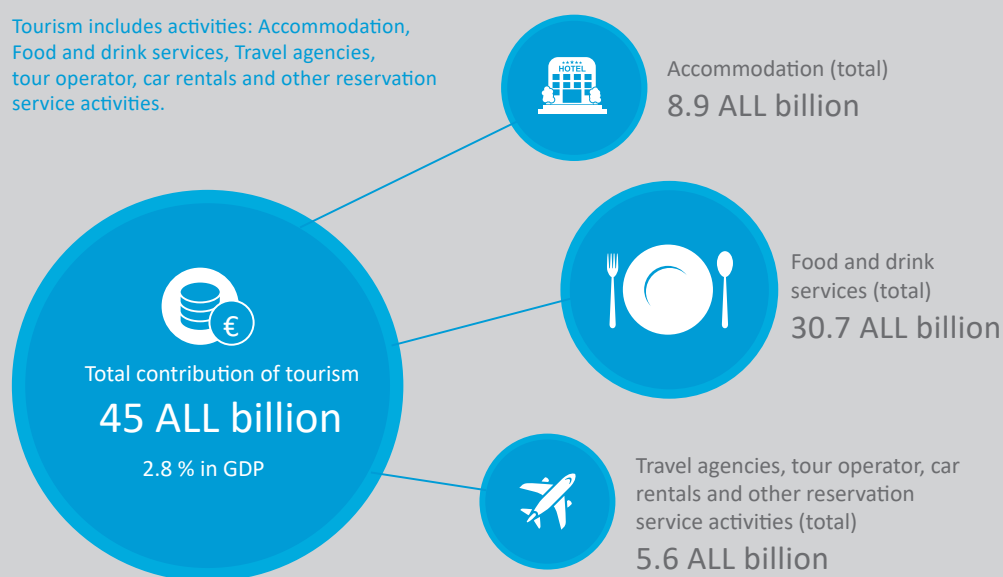 Tourism includes activities: Accommodation,
Food and drink services, Travel agencies,
tour operator, car rentals and other reservation
service activities.
HOTEL
Accommodation (total)
8.9 ALL billion
Food and drink
services (total)
30.7 ALL billion
€
Total contribution of tourism
45 ALL billion
2.8 % in GDP
Travel agencies, tour operator, car
rentals and other reservation
service activities (total)
5.6 ALL billion